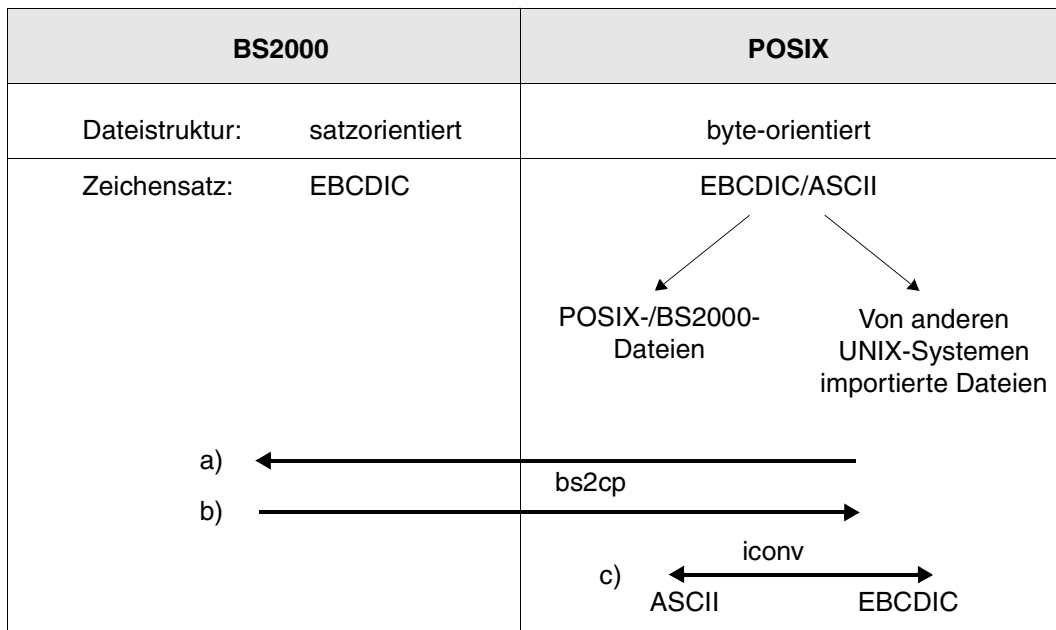 BS2000 POSIX
Dateistruktur: satzorientiert byte-orientiert
Zeichensatz: EBCDIC EBCDIC/ASCII
POSIX-/BS2000-
Dateien
Von anderen
UNIX-Systemen
importierte Dateien
a)
bs2cp
b)
iconv
c)
ASCII EBCDIC